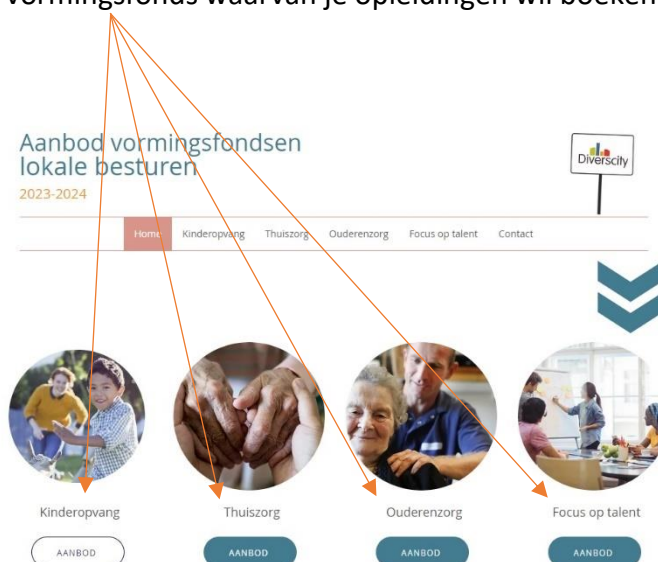 vormingsfonds waarvan je opleidingen wil boeken
Aanbod vormingsfondsen
lokale besturen
2023-2024
Diverscity
Home Kinderopvang Thuiszorg Ouderenzorg Focus op talent Contact
Kinderopvang Thuiszorg Ouderenzorg Focus op talent
AANBOD AANBOD AANBOD AANBOD